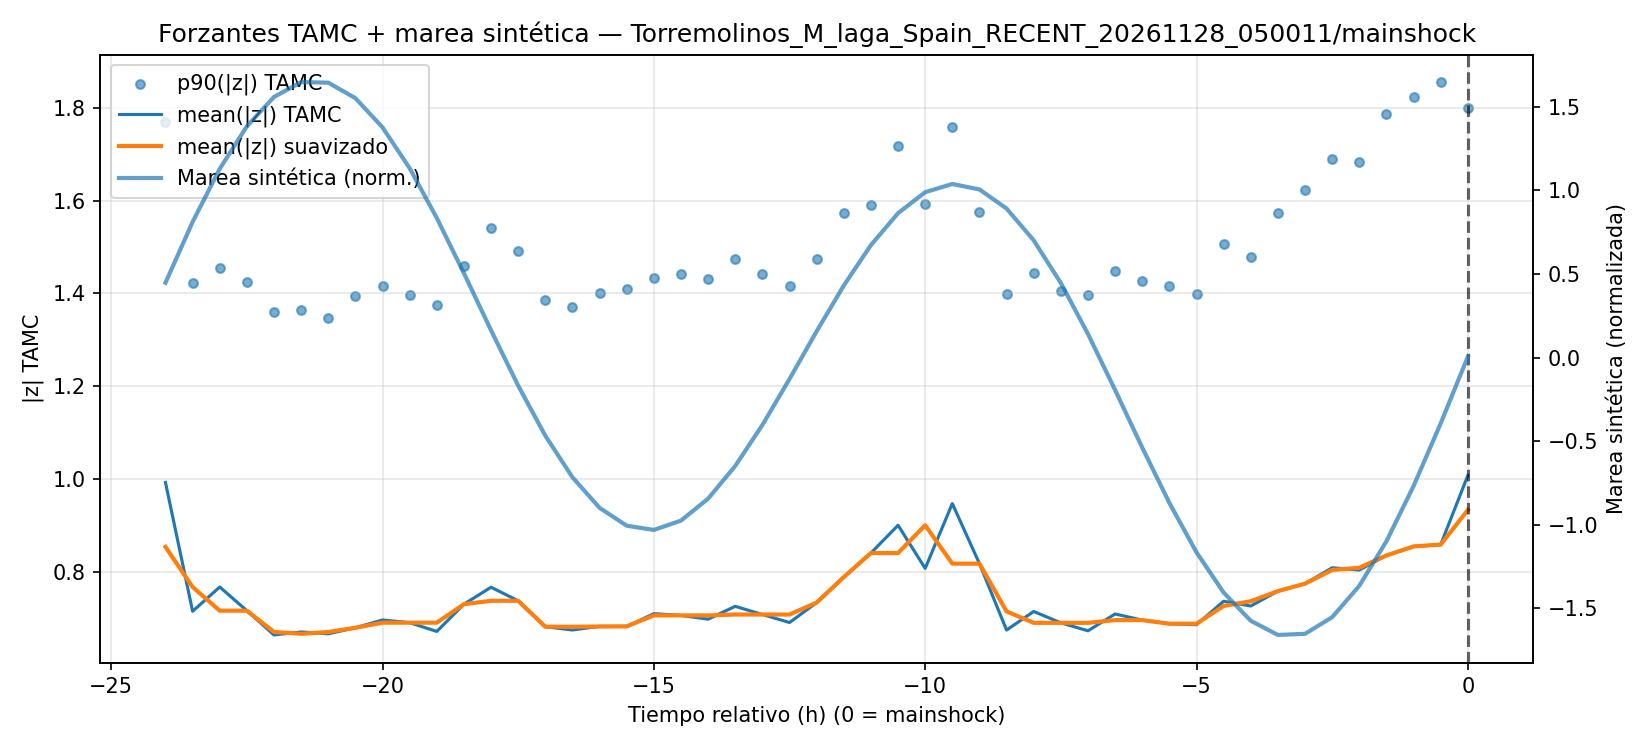 Forzantes TAMC + marea sintética — Torremolinos_M_laga_Spain_RECENT_20261128_050011/mainshock
p90(|z|) TAMC
mean(|z|) TAMC
mean(|z|) suavizado
Marea sintética (norm.)
|z| TAMC
1.8
1.6
1.4
1.2
1.0
0.8
1.5
1.0
0.5
0.0
−0.5
−1.0
−1.5
Marea sintética (normalizada)
−25
−20
−15
−10
−5
0
Tiempo relativo (h) (0 = mainshock)